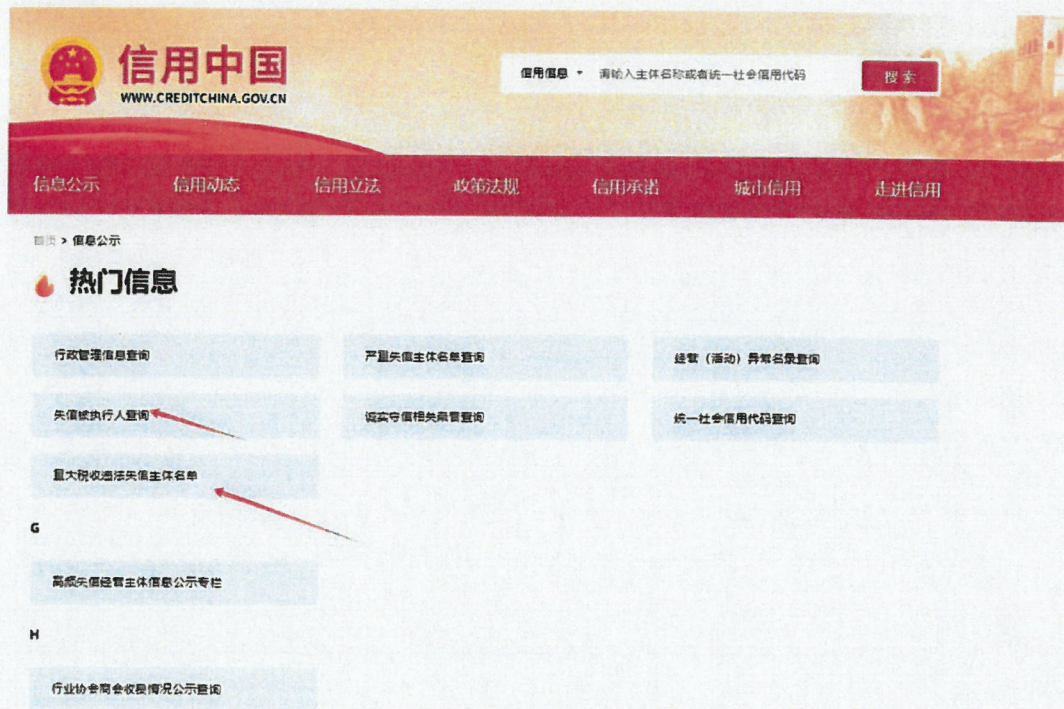 信用中国
WWW.CREDITCHINA.GOV.CN
信用信息 请输入主体名称或者统一社会信用代码 搜索
信息公示 信用动态 信用立法 政策法规 信用承诺 城市信用 走进信用
首页 > 信息公示
热门信息
行政管理信息查询 严重失信主体名单查询 经营（活动）异常名录查询
失信被执行人查询 诚实守信相关荣誉查询 统一社会信用代码查询
重大税收违法失信主体名单
G
高频失信经营主体信息公示专栏
H
行业协会商会收费情况公示查询